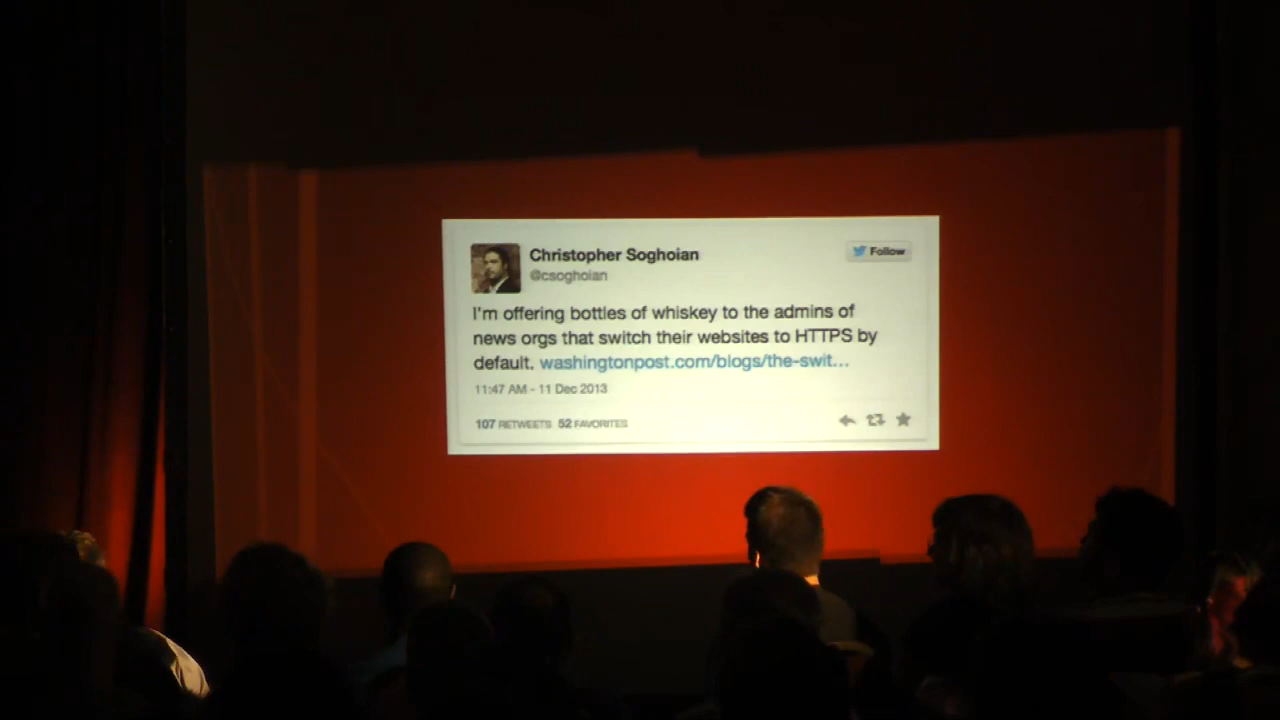 Christopher Soghoian
Follow
@csoghoian
I'm offering bottles of whiskey to the admins of
news orgs that switch their websites to HTTPS by
default. washingtonpost.com/blogs/the-swit...
11:47 AM - 11 Dec 2013
107 RETWEETS 52 FAVORITES